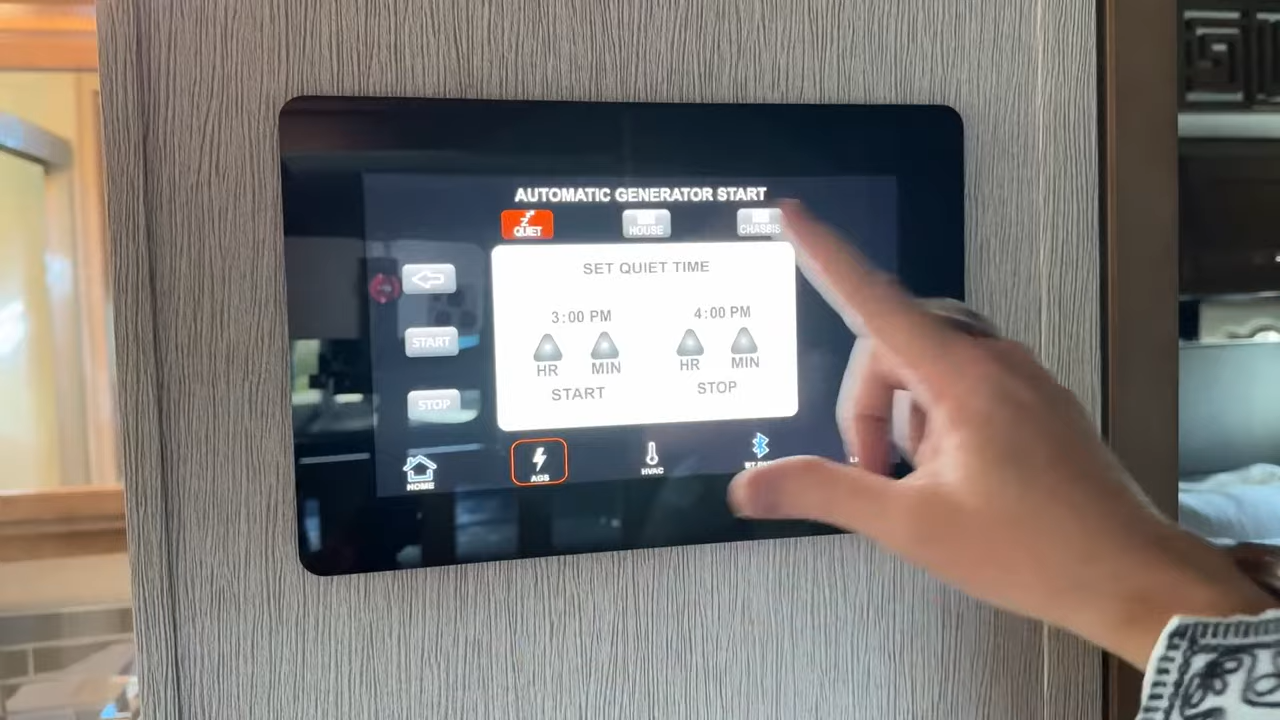 AUTOMATIC GENERATOR START
Z QUIET
HOUSE
CHASSIS
SET QUIET TIME
3:00 PM
4:00 PM
HR
MIN
HR
MIN
START
STOP
START
STOP
HOME
AGS
HVAC